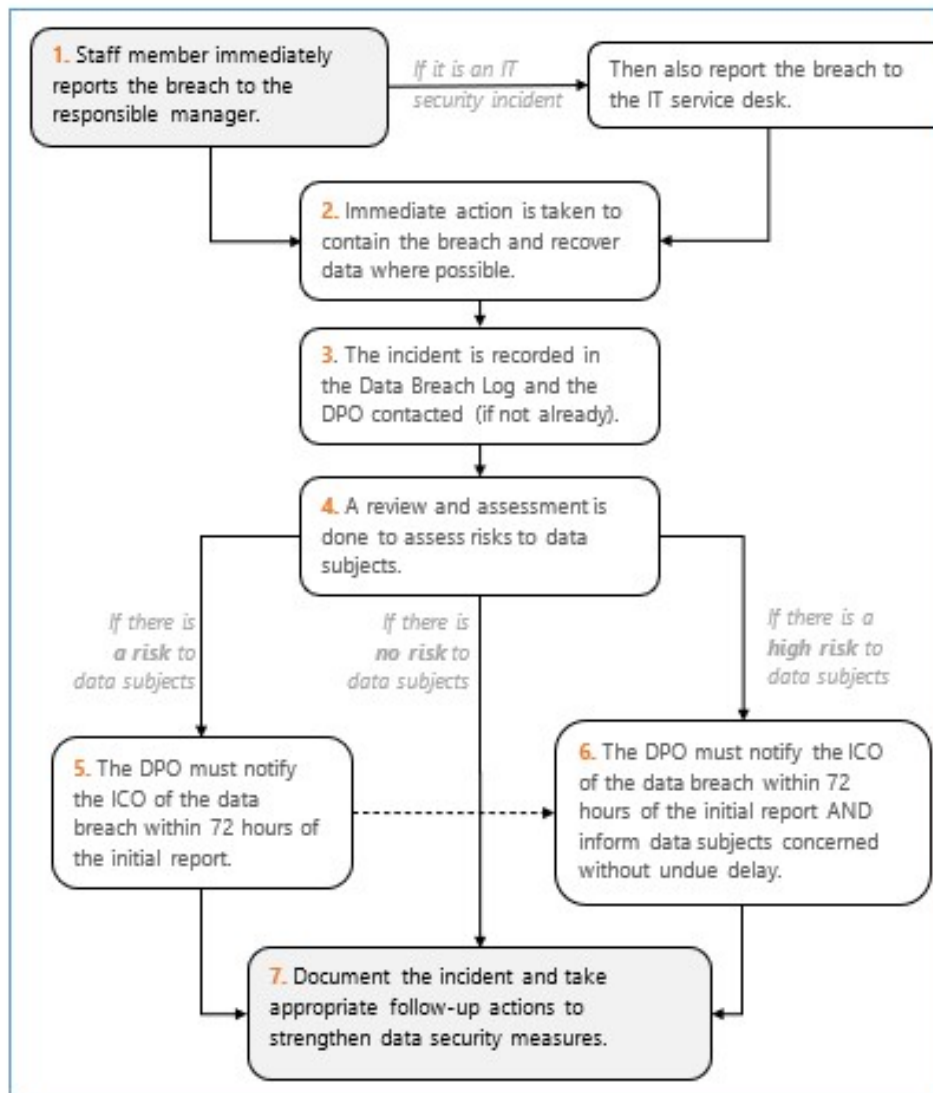 1. Staff member immediately
reports the breach to the
responsible manager.
If it is an IT
security incident
Then also report the breach to
the IT service desk.
2. Immediate action is taken to
contain the breach and recover
data where possible.
3. The incident is recorded in
the Data Breach Log and the
DPO contacted (if not already).
4. A review and assessment is
done to assess risks to data
subjects.
If there is
a risk to
data subjects
If there is
no risk to
data subjects
If there is a
high risk to
data subjects
5. The DPO must notify
the ICO of the data
breach within 72 hours of
the initial report.
6. The DPO must notify the ICO
of the data breach within 72
hours of the initial report AND
inform data subjects concerned
without undue delay.
7. Document the incident and take
appropriate follow-up actions to
strengthen data security measures.